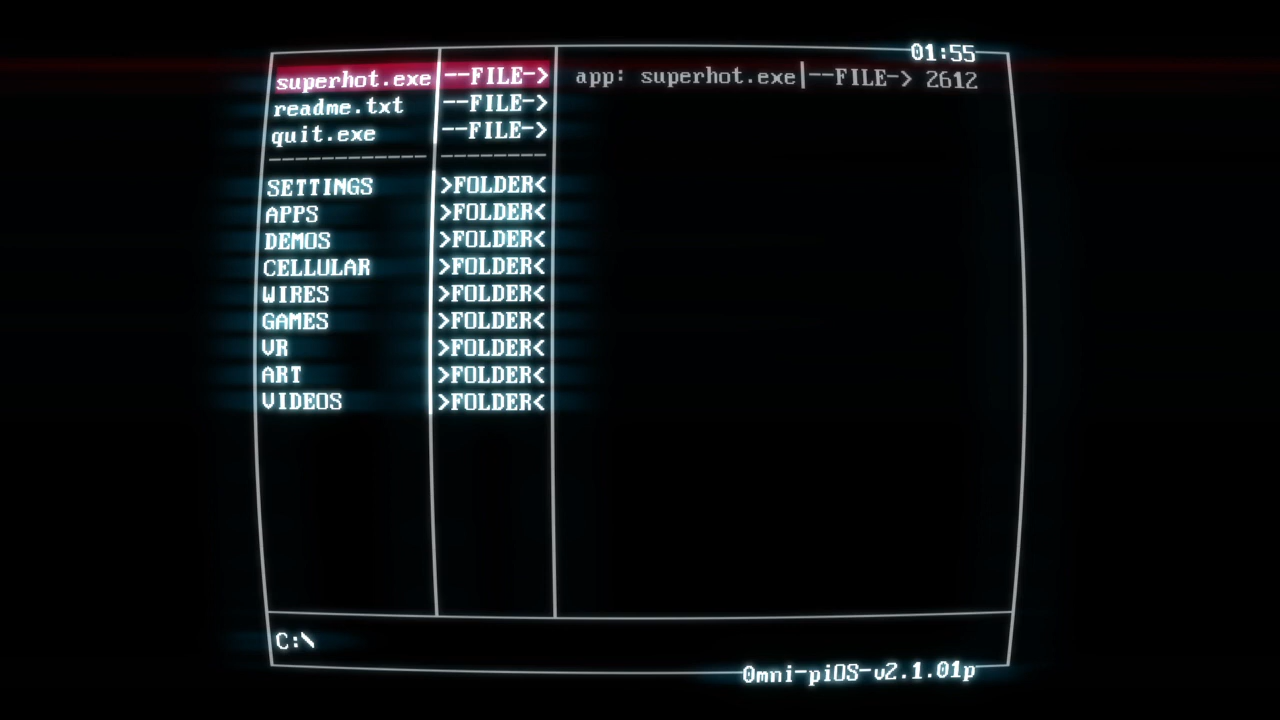 01:55
superhot.exe --FILE-> app: superhot.exe|--FILE-> 2612
readme.txt --FILE->
quit.exe --FILE->
------------ --------
SETTINGS >FOLDER<
APPS >FOLDER<
DEMOS >FOLDER<
CELLULAR >FOLDER<
WIRES >FOLDER<
GAMES >FOLDER<
VR >FOLDER<
ART >FOLDER<
VIDEOS >FOLDER<
C:\
0mni-piOS-v2.1.01p